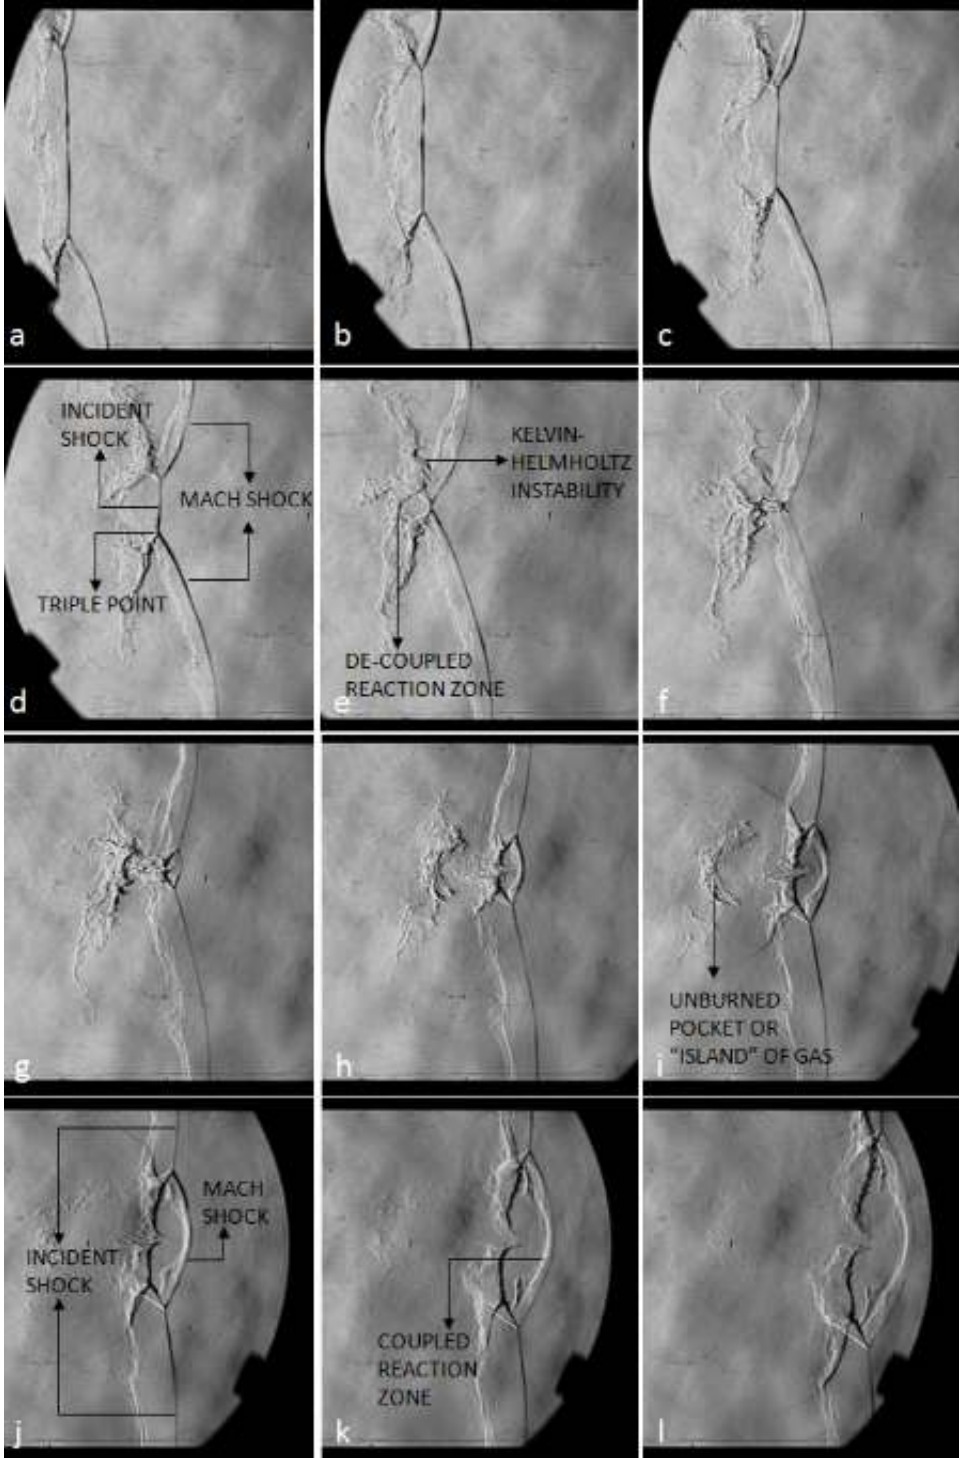 a
b
c
INCIDENT
SHOCK
MACH SHOCK
TRIPLE POINT
d
KELVIN-
HELMHOLTZ
INSTABILITY
DE-COUPLED
REACTION ZONE
e
f
g
h
UNBURNED
POCKET OR
"ISLAND" OF GAS
i
MACH
SHOCK
INCIDENT
SHOCK
j
COUPLED
REACTION
ZONE
k
l